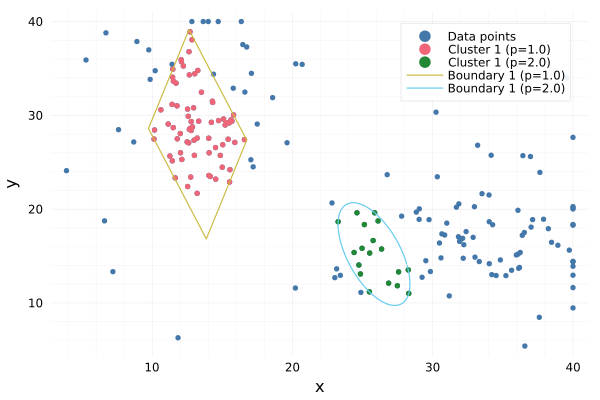 40
30
20
10
y
10
20
30
40
x
Data points
Cluster 1 (p=1.0)
Cluster 1 (p=2.0)
Boundary 1 (p=1.0)
Boundary 1 (p=2.0)